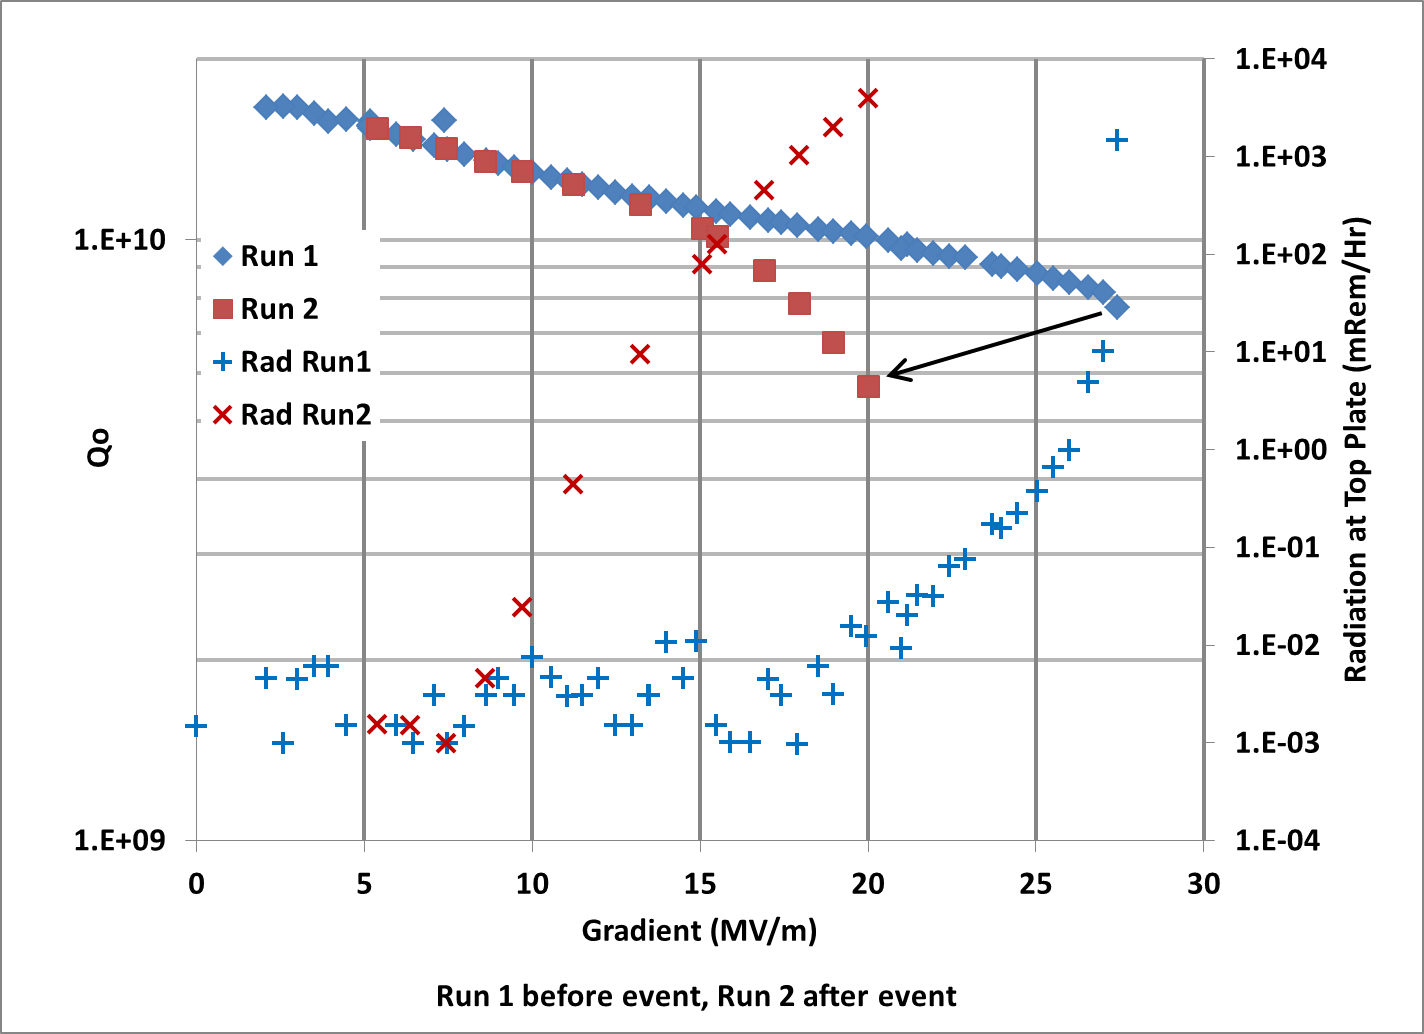 1.E+04
1.E+03
1.E+10
1.E+02
1.E+01
1.E+00
1.E-01
1.E-02
1.E-03
1.E+09
1.E-04
Run 1
Run 2
Rad Run1
Rad Run2
Qo
Radiation at Top Plate (mRem/Hr)
0 5 10 15 20 25 30
Gradient (MV/m)
Run 1 before event, Run 2 after event